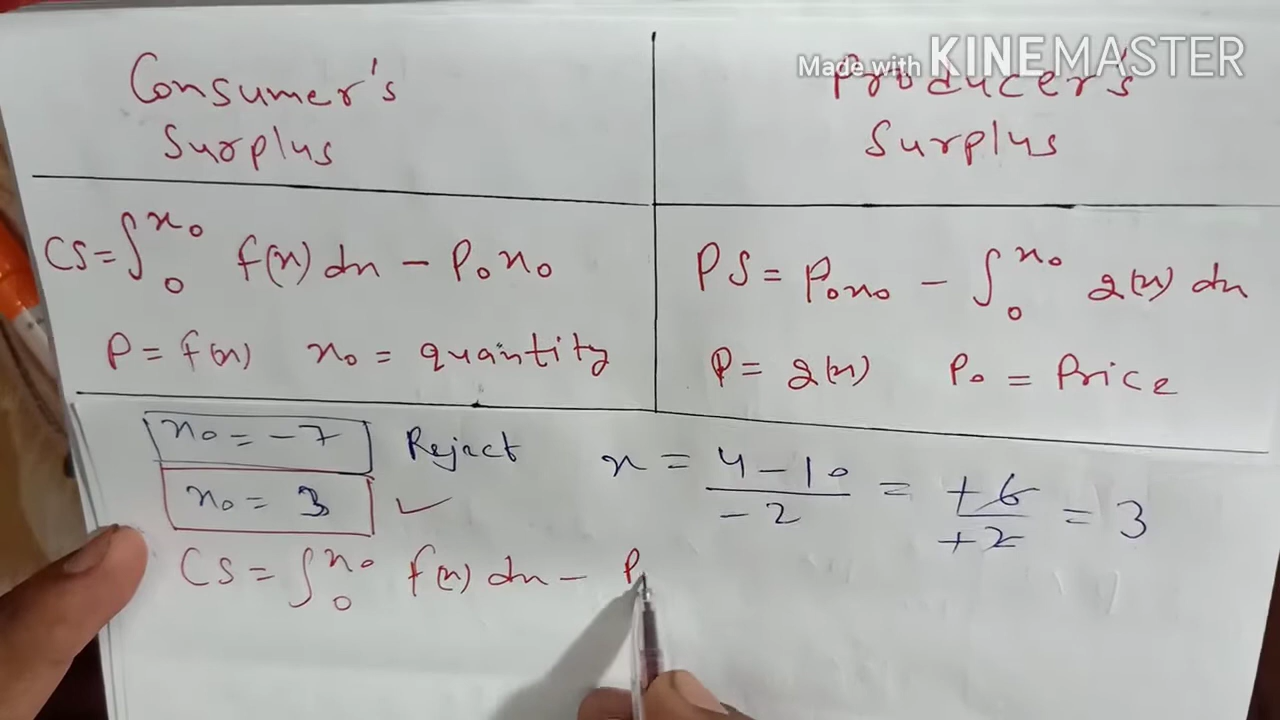 Made with KINEMASTER
Consumer's
Surplus
Producer's
Surplus
CS = ∫₀^x₀ f(x) dx − P₀x₀
P = f(x) x₀ = quantity
PS = P₀x₀ − ∫₀^x₀ g(x) dx
P = g(x) P₀ = Price
x₀ = −7 Reject
x₀ = 3 ✓
x = (4 − 10)/(−2) = (+6)/(+2) = 3
CS = ∫₀^x₀ f(x) dx − P